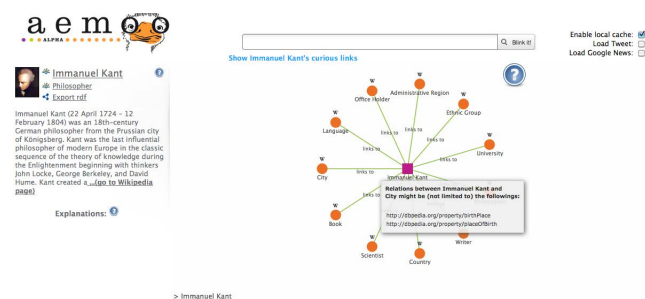 aemoo
ALPHA
Blink it!
Enable local cache:
Load Tweet:
Load Google News:
Show Immanuel Kant's curious links
Immanuel Kant
Philosopher
Export rdf
Immanuel Kant (22 April 1724 – 12
February 1804) was an 18th-century
German philosopher from the Prussian city
of Königsberg. Kant was the last influential
philosopher of modern Europe in the classic
sequence of the theory of knowledge during
the Enlightenment beginning with thinkers
John Locke, George Berkeley, and David
Hume. Kant created a ...(go to Wikipedia
page)
Explanations:
W
Administrative Region
W
Office Holder
W
Ethnic Group
W
Language
W
University
W
City
links to
links to
links to
links to
links to
links to
Immanuel Kant
Relations between Immanuel Kant and
City might be (not limited to) the followings:
http://dbpedia.org/property/birthPlace
http://dbpedia.org/property/placeOfBirth
W
Book
Writer
W
Scientist
W
Country
> Immanuel Kant